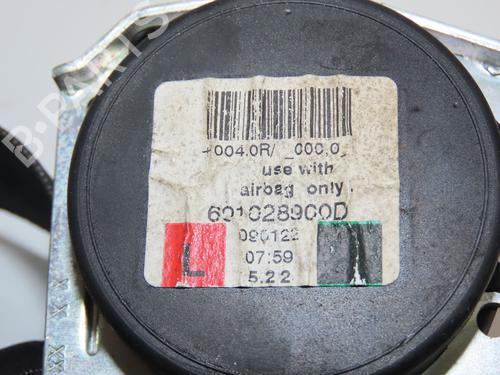 +004.0R/_000.0
use with
airbag only.
601028900D
090122
07:59
L
5.22
B-PARTS